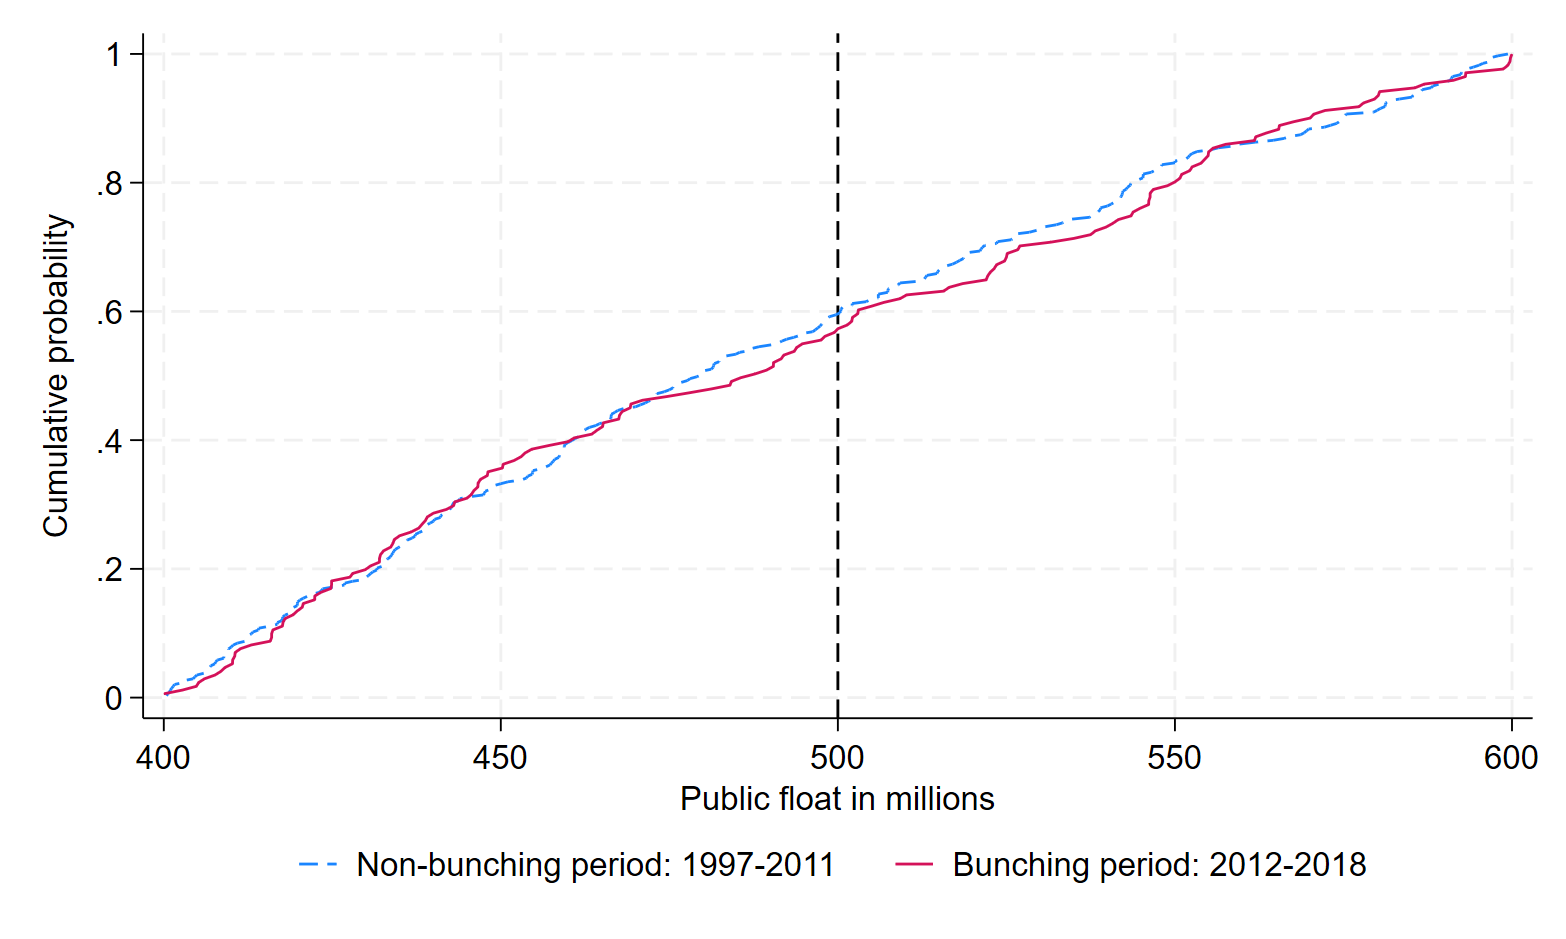 Cumulative probability
1
.8
.6
.4
.2
0
400 450 500 550 600
Public float in millions
Non-bunching period: 1997-2011 Bunching period: 2012-2018